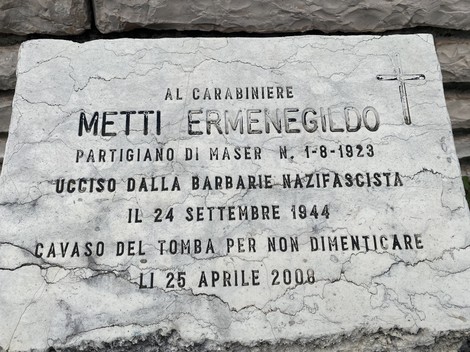 AL CARABINIERE
METTI ERMENEGILDO
PARTIGIANO DI MASER N. 1-8-1923
UCCISO DALLA BARBARIE NAZIFASCISTA
IL 24 SETTEMBRE 1944
CAVASO DEL TOMBA PER NON DIMENTICARE
LI 25 APRILE 2008